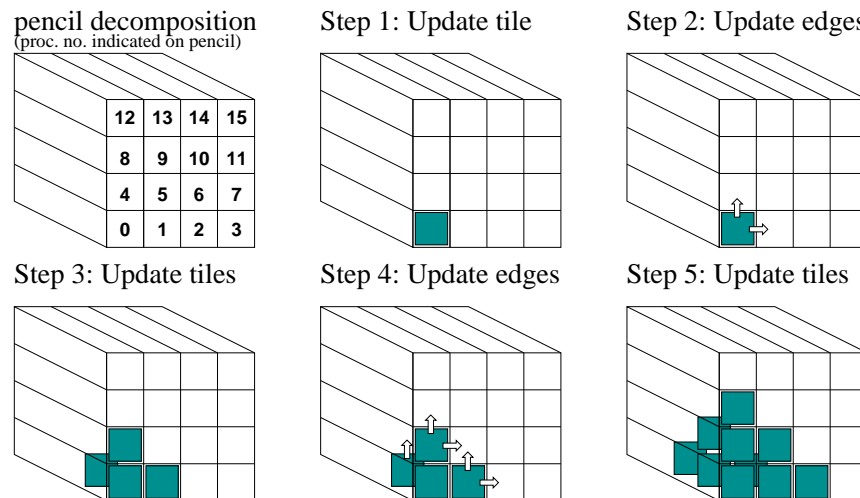 pencil decomposition
(proc. no. indicated on pencil)
12 13 14 15
8 9 10 11
4 5 6 7
0 1 2 3
Step 1: Update tile
Step 2: Update edges
Step 3: Update tiles
Step 4: Update edges
Step 5: Update tiles